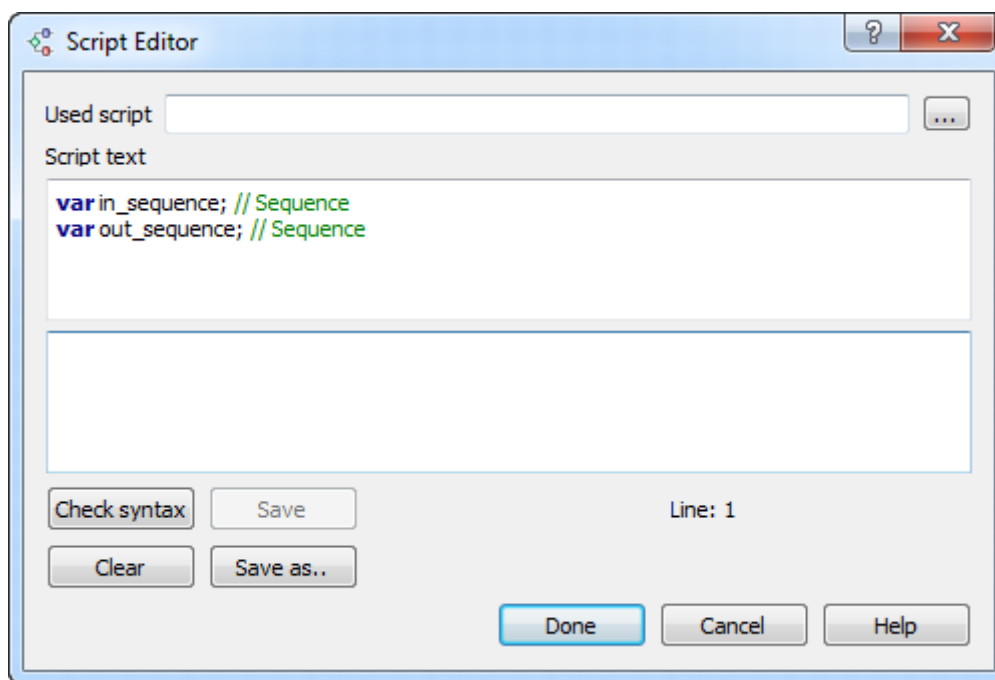 Script Editor
Used script
...
Script text
var in_sequence; // Sequence
var out_sequence; // Sequence
Check syntax Save Line: 1
Clear Save as..
Done Cancel Help